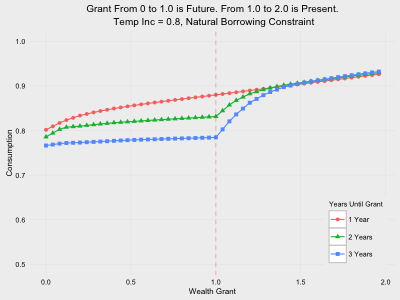 Grant From 0 to 1.0 is Future. From 1.0 to 2.0 is Present.
Temp Inc = 0.8, Natural Borrowing Constraint
1.0
0.9
0.8
0.7
0.6
0.5
Consumption
0.0
0.5
1.0
1.5
2.0
Wealth Grant
Years Until Grant
1 Year
2 Years
3 Years